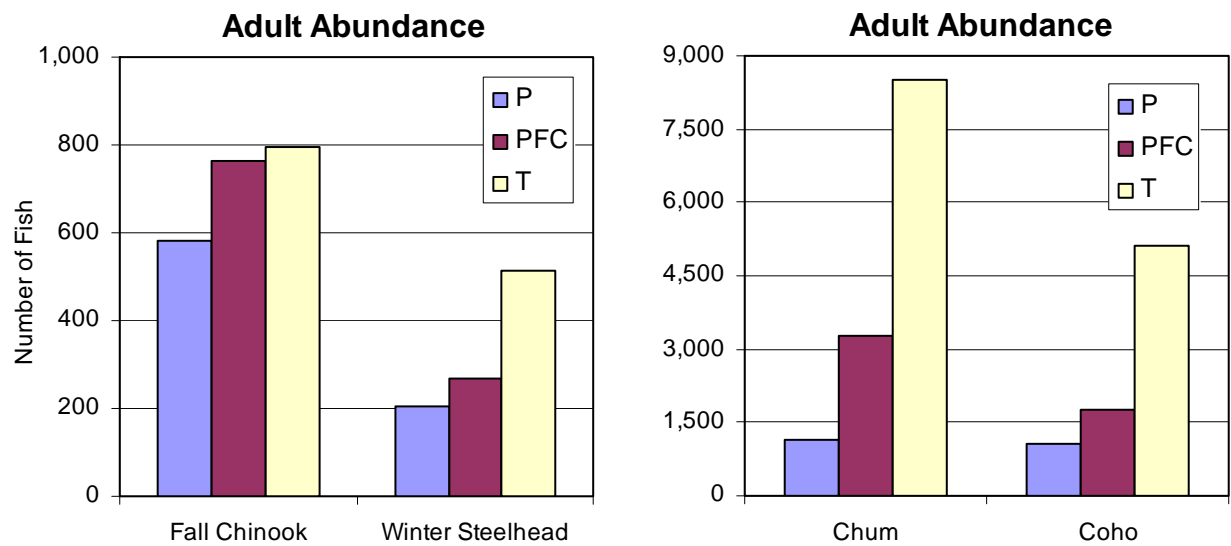 Adult Abundance
1,000
800
600
400
200
0
Number of Fish
P
PFC
T
Fall Chinook
Winter Steelhead
Adult Abundance
9,000
7,500
6,000
4,500
3,000
1,500
0
P
PFC
T
Chum
Coho